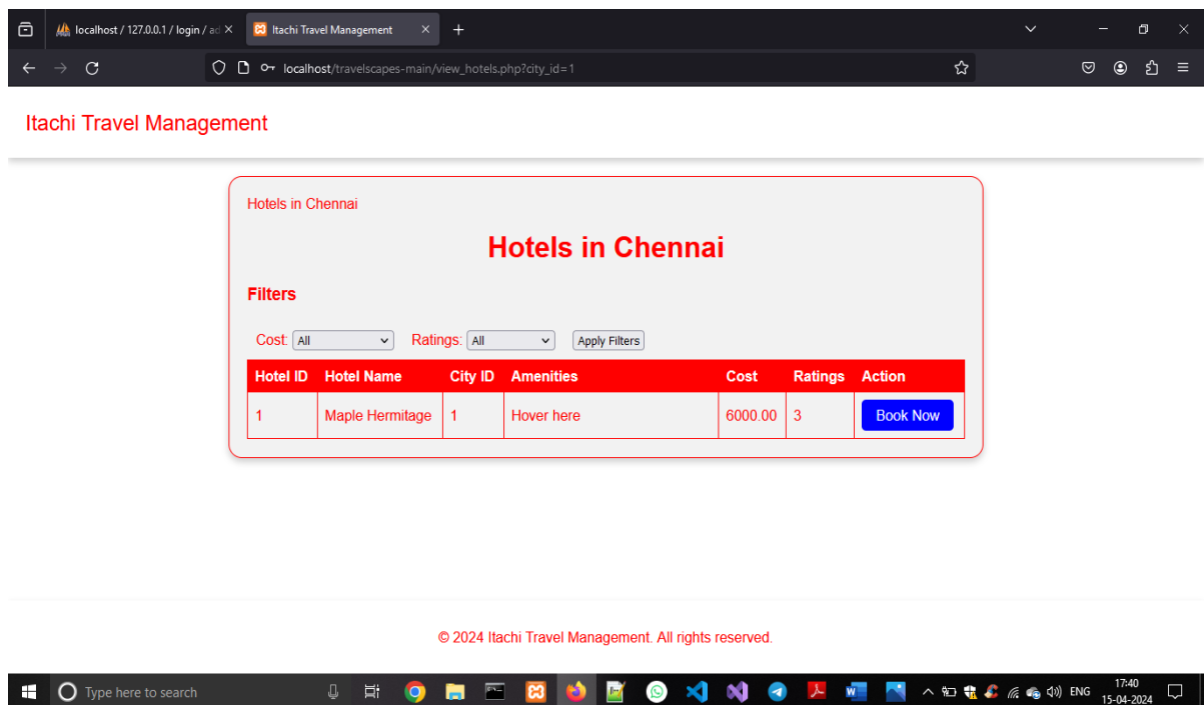 localhost / 127.0.0.1 / login / ad
Itachi Travel Management
localhost/travelscapes-main/view_hotels.php?city_id=1
Itachi Travel Management
Hotels in Chennai
Hotels in Chennai
Filters
Cost: All Ratings: All Apply Filters
Hotel ID Hotel Name City ID Amenities Cost Ratings Action
1 Maple Hermitage 1 Hover here 6000.00 3 Book Now
© 2024 Itachi Travel Management. All rights reserved.
Type here to search
ENG
17:40
15-04-2024